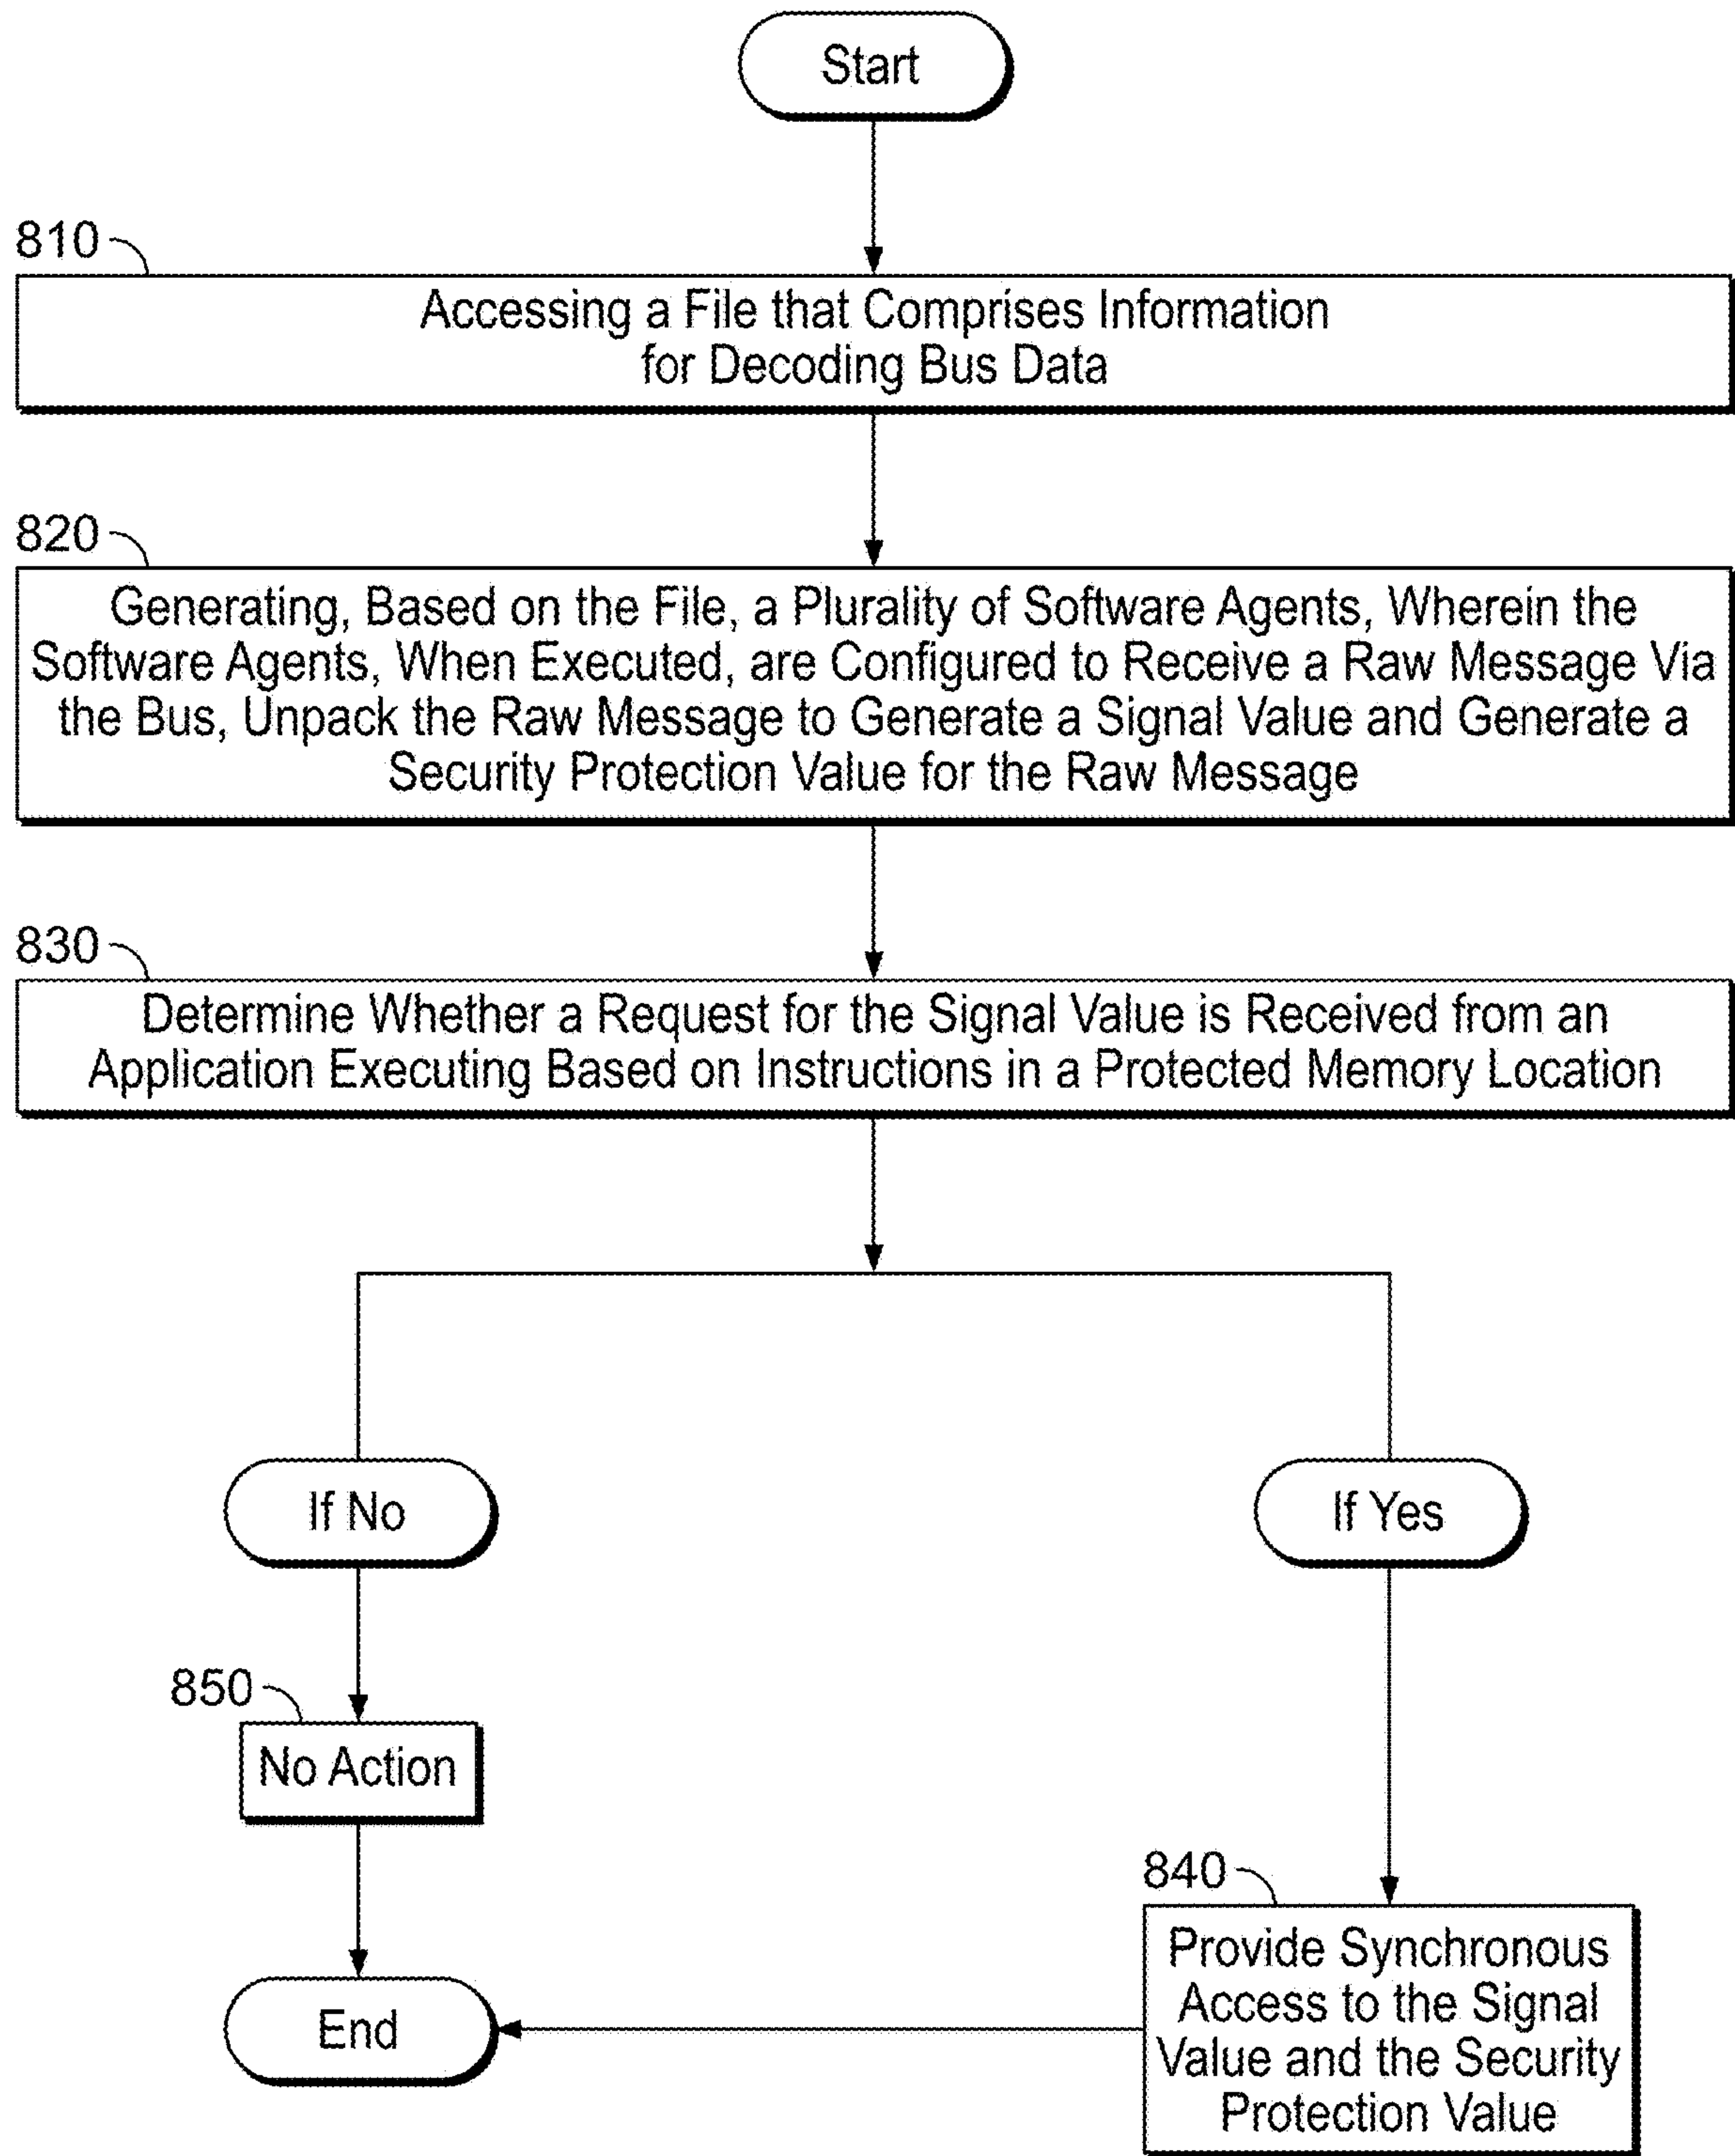 Start
810
Accessing a File that Comprises Information
for Decoding Bus Data
820
Generating, Based on the File, a Plurality of Software Agents, Wherein the
Software Agents, When Executed, are Configured to Receive a Raw Message Via
the Bus, Unpack the Raw Message to Generate a Signal Value and Generate a
Security Protection Value for the Raw Message
830
Determine Whether a Request for the Signal Value is Received from an
Application Executing Based on Instructions in a Protected Memory Location
If No
If Yes
850
No Action
840
Provide Synchronous
Access to the Signal
Value and the Security
Protection Value
End